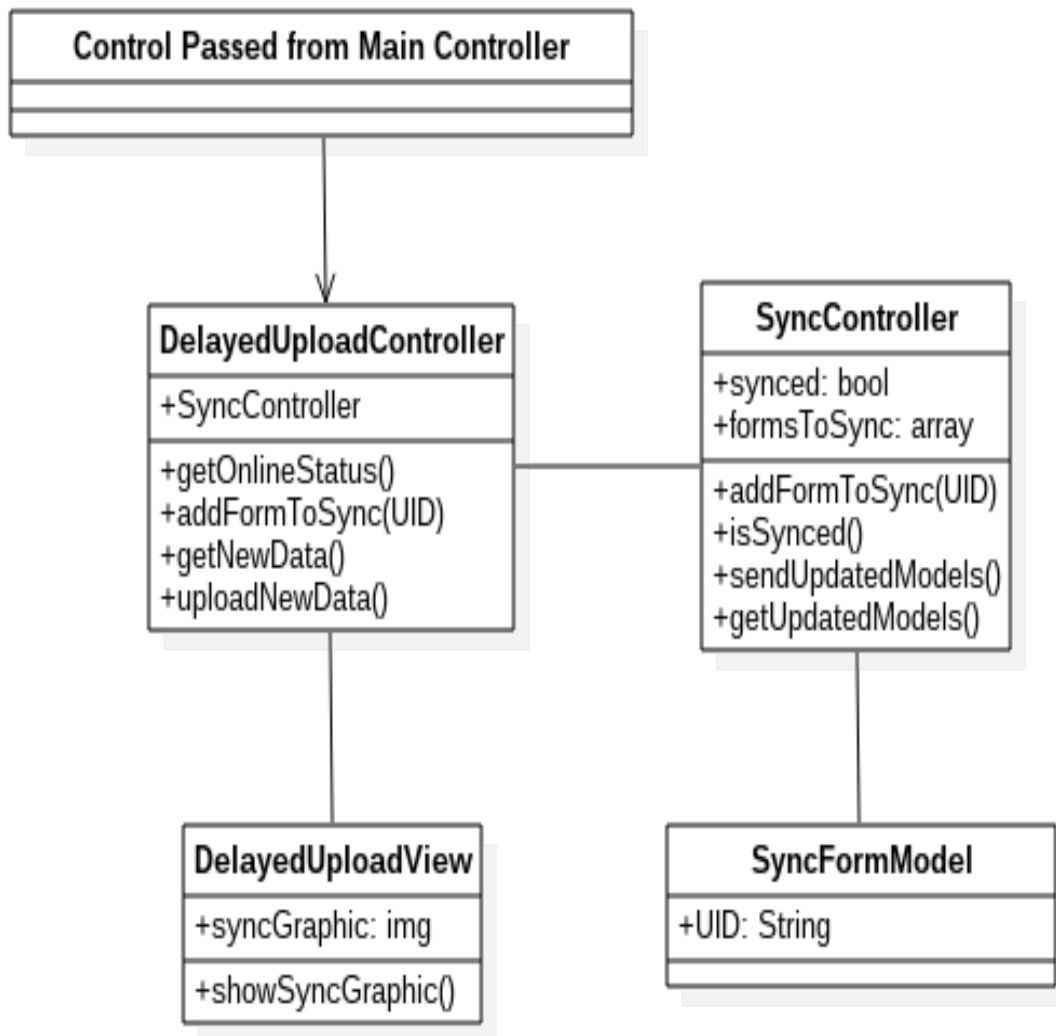 Control Passed from Main Controller
DelayedUploadController
+SyncController
+getOnlineStatus()
+addFormToSync(UID)
+getNewData()
+uploadNewData()
SyncController
+synced: bool
+formsToSync: array
+addFormToSync(UID)
+isSynced()
+sendUpdatedModels()
+getUpdatedModels()
DelayedUploadView
+syncGraphic: img
+showSyncGraphic()
SyncFormModel
+UID: String